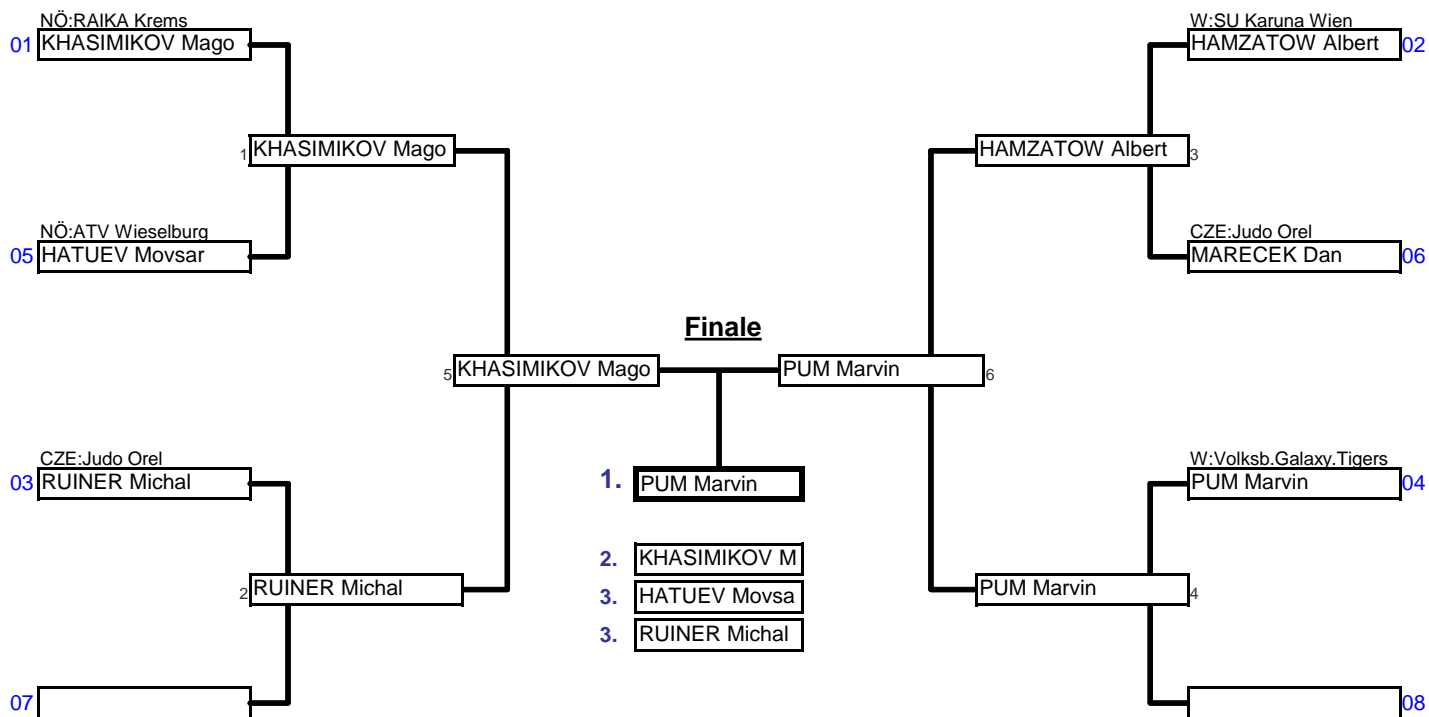 NÖ:RAIKA Krems
01 KHASIMIKOV Mago
W:SU Karuna Wien
HAMZATOW Albert 02
1 KHASIMIKOV Mago
HAMZATOW Albert 3
NÖ:ATV Wieselburg
05 HATUEV Movsar
CZE:Judo Orel
MARECEK Dan 06
Finale
5 KHASIMIKOV Mago
PUM Marvin 6
CZE:Judo Orel
03 RUINER Michal
1. PUM Marvin
W:Volksb.Galaxy.Tigers
PUM Marvin 04
2. KHASIMIKOV M
2 RUINER Michal
3. HATUEV Movsa
PUM Marvin 4
3. RUINER Michal
07
08